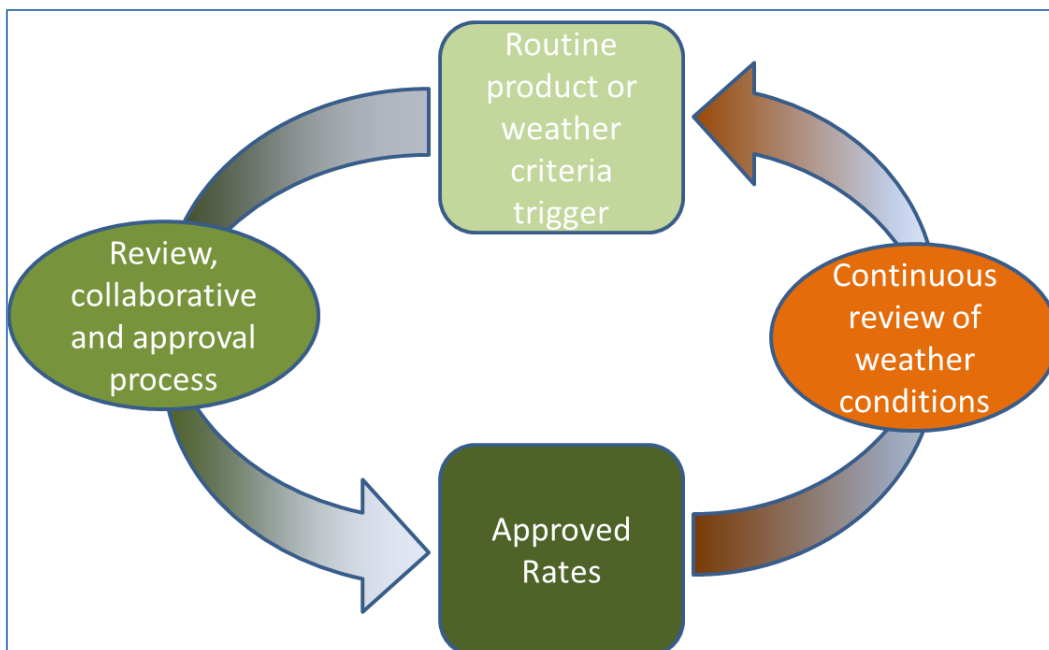 Routine
product or
weather
criteria
trigger
Review,
collaborative
and approval
process
Continuous
review of
weather
conditions
Approved
Rates